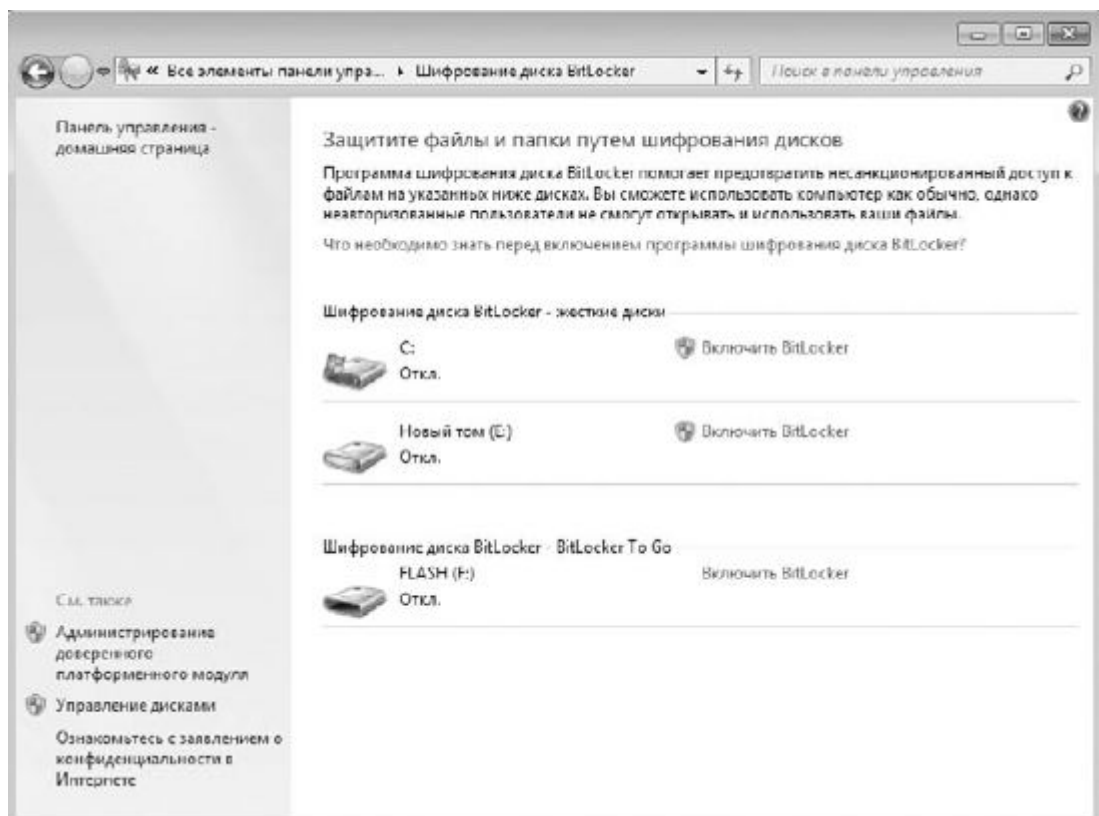 « Все элементы панели упра... ▸ Шифрование диска BitLocker
Поиск в панели управления
Панель управления -
домашняя страница
Защитите файлы и папки путем шифрования дисков
Программа шифрования диска BitLocker помогает предотвратить несанкционированный доступ к
файлам на указанных ниже дисках. Вы сможете использовать компьютер как обычно, однако
неавторизованные пользователи не смогут открывать и использовать ваши файлы.
Что необходимо знать перед включением программы шифрования диска BitLocker?
Шифрование диска BitLocker - жесткие диски
C:
Включить BitLocker
Откл.
Новый том (E:)
Включить BitLocker
Откл.
Шифрование диска BitLocker - BitLocker To Go
FLASH (F:)
Включить BitLocker
Откл.
См. также
Администрирование
доверенного
платформенного модуля
Управление дисками
Ознакомьтесь с заявлением о
конфиденциальности в
Интернете